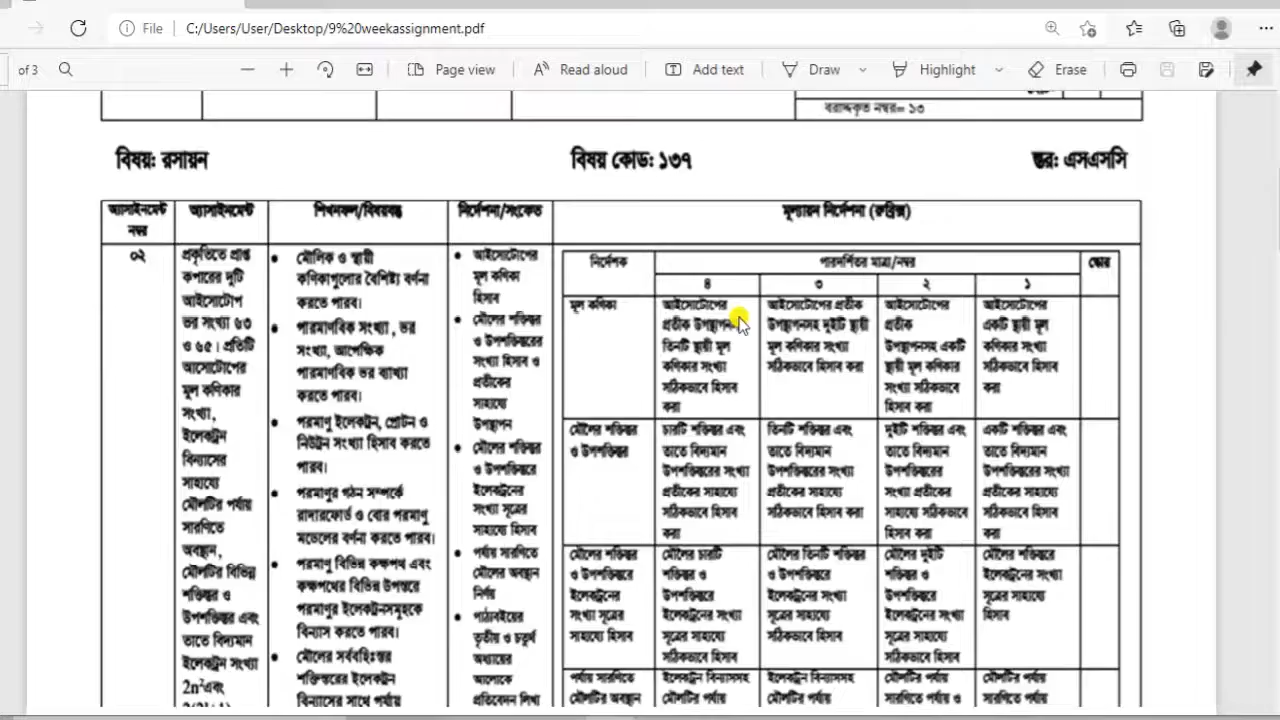 File C:/Users/User/Desktop/9%20weekassignment.pdf
of 3 Page view Read aloud Add text Draw Highlight Erase
বরাদ্দকৃত নম্বর= ১৩
বিষয়: রসায়ন বিষয় কোড: ১৩৭ স্তর: এসএসসি
অ্যাসাইনমেন্ট নম্বর
অ্যাসাইনমেন্ট
শিখনফল/বিষয়বস্তু
নির্দেশনা/সংকেত
মূল্যায়ন নির্দেশনা (রুব্রিক্স)
০২
প্রকৃতিতে প্রাপ্ত
কপারের দুটি
আইসোটোপ
ভর সংখ্যা ৬৩
ও ৬৫। প্রতিটি
আসোটোপের
মূল কণিকার
সংখ্যা,
ইলেকট্রন
বিন্যাসের
সাহায্যে
মৌলটির পর্যায়
সারণিতে
অবস্থান,
মৌলটির বিভিন্ন
শক্তিস্তর ও
উপশক্তিস্তর এবং
তাতে বিদ্যমান
ইলেকট্রন সংখ্যা
2n²এবং
• মৌলিক ও স্থায়ী
কণিকাগুলোর বৈশিষ্ট্য বর্ণনা
করতে পারব।
• পারমাণবিক সংখ্যা , ভর
সংখ্যা, আপেক্ষিক
পারমাণবিক ভর ব্যাখ্যা
করতে পারব।
• পরমাণু ইলেকট্রন, প্রোটন ও
নিউট্রন সংখ্যা হিসাব করতে
পারব।
• পরমাণুর গঠন সম্পর্কে
রাদারফোর্ড ও বোর পরমাণু
মডেলের বর্ণনা করতে পারব।
• পরমাণু বিভিন্ন কক্ষপথ এবং
কক্ষপথের বিভিন্ন উপস্তরে
পরমাণুর ইলেকট্রনসমূহকে
বিন্যাস করতে পারব।
• মৌলের সর্ববহিঃস্তর
শক্তিস্তরের ইলেকট্রন
বিন্যাসের সাথে পর্যায়
• আইসোটোপের
মূল কণিকা
হিসাব
• মৌলের শক্তিস্তর
ও উপশক্তিস্তরের
সংখ্যা হিসাব ও
প্রতীকের
সাহায্যে
উপস্থাপন
• মৌলের শক্তিস্তর
ও উপশক্তিস্তরে
ইলেকট্রনের
সংখ্যা সূত্রের
সাহায্যে হিসাব
• পর্যায় সারণিতে
মৌলের অবস্থান
নির্ণয়
• পাঠ্যবইয়ের
তৃতীয় ও চতুর্থ
অধ্যায়ের
আলোকে
প্রতিবেদন লিখা
নির্দেশক পারদর্শিতার মাত্রা/নম্বর স্কোর
৪ ৩ ২ ১
মূল কণিকা
আইসোটোপের
প্রতীক
তিনটি স্থায়ী মূল
কণিকার সংখ্যা
সঠিকভাবে হিসাব
করা
আইসোটোপের প্রতীক
উপস্থাপনসহ দুইটি স্থায়ী
মূল কণিকার সংখ্যা
সঠিকভাবে হিসাব করা
আইসোটোপের
প্রতীক
উপস্থাপনসহ একটি
স্থায়ী মূল কণিকার
সংখ্যা সঠিকভাবে
হিসাব করা
আইসোটোপের
একটি স্থায়ী মূল
কণিকার সংখ্যা
সঠিকভাবে হিসাব
করা
মৌলের শক্তিস্তর
ও উপশক্তিস্তর
চারটি শক্তিস্তর এবং
তাতে বিদ্যমান
উপশক্তিস্তরের সংখ্যা
প্রতীকের সাহায্যে
সঠিকভাবে হিসাব
করা
তিনটি শক্তিস্তর এবং
তাতে বিদ্যমান
উপশক্তিস্তরের সংখ্যা
প্রতীকের সাহায্যে
সঠিকভাবে হিসাব করা
দুইটি শক্তিস্তর এবং
তাতে বিদ্যমান
উপশক্তিস্তরের
সংখ্যা প্রতীকের
সাহায্যে সঠিকভাবে
হিসাব করা
একটি শক্তিস্তর এবং
তাতে বিদ্যমান
উপশক্তিস্তরের সংখ্যা
প্রতীকের সাহায্যে
সঠিকভাবে হিসাব করা
মৌলের শক্তিস্তর
ও উপশক্তিস্তরে
ইলেকট্রনের
সংখ্যা সূত্রের
সাহায্যে হিসাব
মৌলের চারটি
শক্তিস্তর ও
উপশক্তিস্তরে
ইলেকট্রনের সংখ্যা
সূত্রের সাহায্যে
সঠিকভাবে হিসাব
মৌলের তিনটি শক্তিস্তর
ও উপশক্তিস্তরে
ইলেকট্রনের সংখ্যা
সূত্রের সাহায্যে
সঠিকভাবে হিসাব করা
মৌলের দুইটি
শক্তিস্তর ও
উপশক্তিস্তরে
ইলেকট্রনের সংখ্যা
সূত্রের সাহায্যে
সঠিকভাবে হিসাব
মৌলের শক্তিস্তরে
ইলেকট্রনের সংখ্যা
সূত্রের সাহায্যে
হিসাব
পর্যায় সারণিতে
মৌলটির অবস্থান
ইলেকট্রন বিন্যাসসহ
মৌলটির পর্যায়
ইলেকট্রন বিন্যাসসহ
মৌলটির পর্যায়
মৌলটির পর্যায়
সারণিতে পর্যায় ও
মৌলটির পর্যায়
সারণিতে পর্যায়